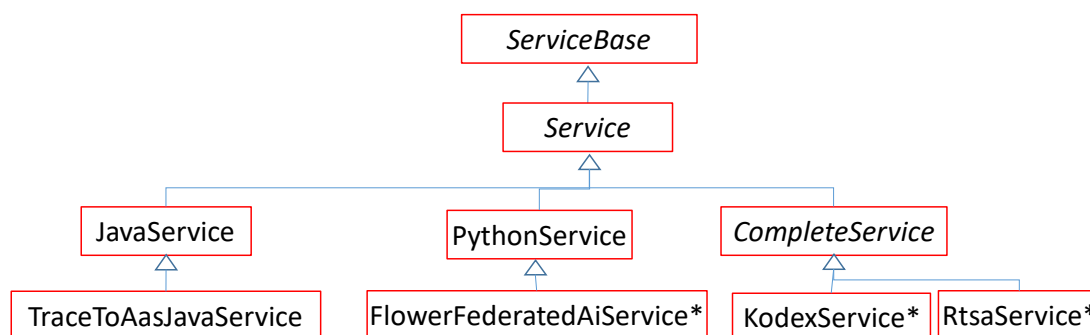 ServiceBase
Service
JavaService
PythonService
CompleteService
TraceToAasJavaService
FlowerFederatedAiService*
KodexService*
RtsaService*